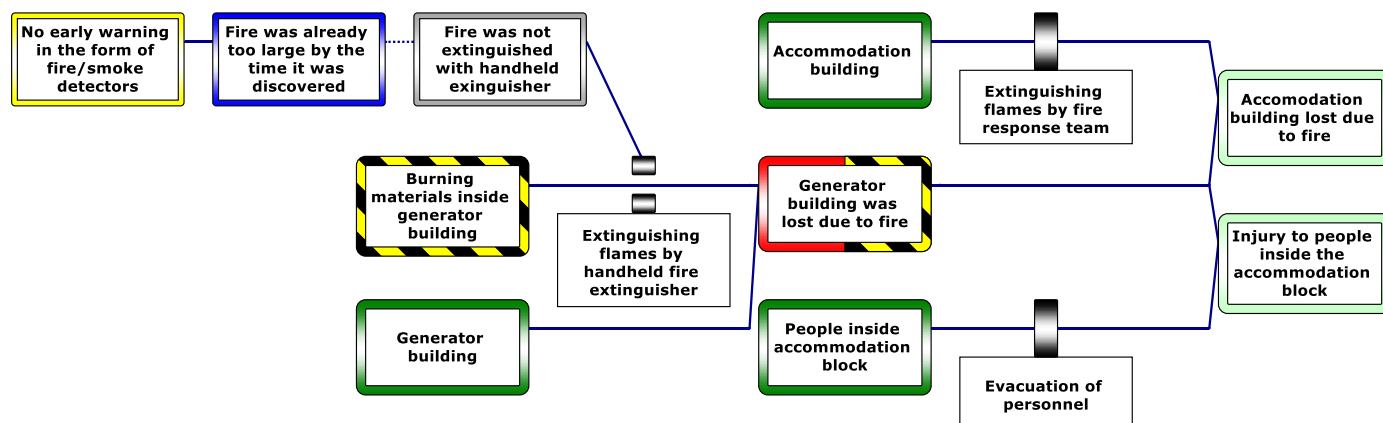 No early warning
in the form of
fire/smoke
detectors
Fire was already
too large by the
time it was
discovered
Fire was not
extinguished
with handheld
exinguisher
Accommodation
building
Extinguishing
flames by fire
response team
Accomodation
building lost due
to fire
Burning
materials inside
generator
building
Extinguishing
flames by
handheld fire
extinguisher
Generator
building was
lost due to fire
Injury to people
inside the
accommodation
block
Generator
building
People inside
accommodation
block
Evacuation of
personnel